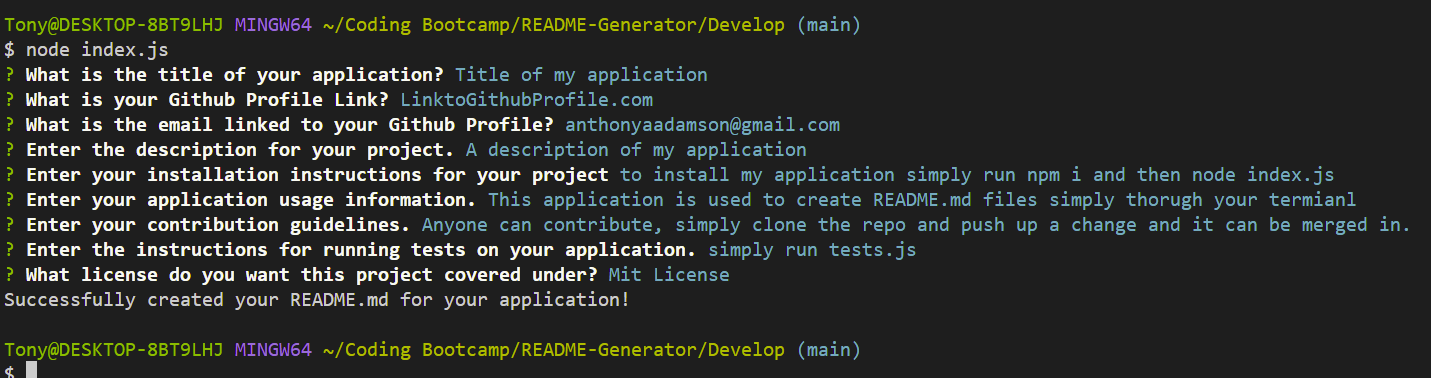 Tony@DESKTOP-8BT9LHJ MINGW64 ~/Coding Bootcamp/README-Generator/Develop (main)
$ node index.js
? What is the title of your application? Title of my application
? What is your Github Profile Link? LinktoGithubProfile.com
? What is the email linked to your Github Profile? anthonyaadamson@gmail.com
? Enter the description for your project. A description of my application
? Enter your installation instructions for your project to install my application simply run npm i and then node index.js
? Enter your application usage information. This application is used to create README.md files simply thorugh your termianl
? Enter your contribution guidelines. Anyone can contribute, simply clone the repo and push up a change and it can be merged in.
? Enter the instructions for running tests on your application. simply run tests.js
? What license do you want this project covered under? Mit License
Successfully created your README.md for your application!
Tony@DESKTOP-8BT9LHJ MINGW64 ~/Coding Bootcamp/README-Generator/Develop (main)
$